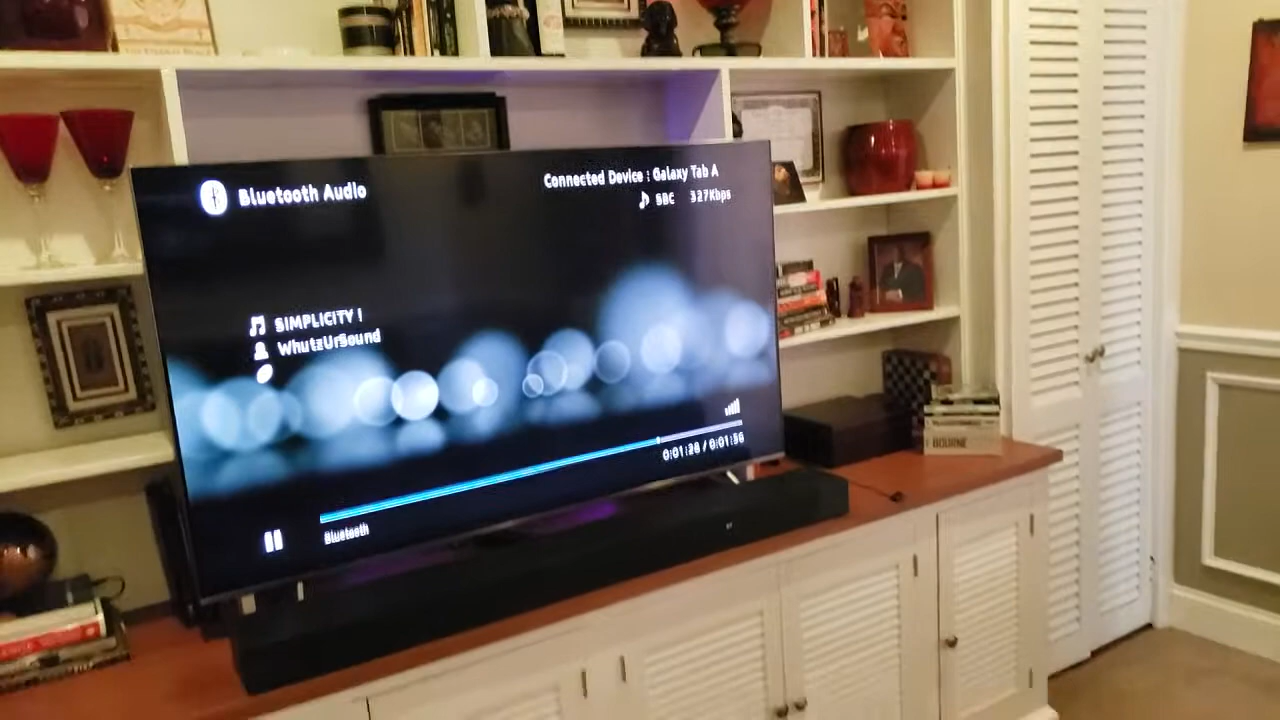 Bluetooth Audio
Connected Device : Galaxy Tab A
SBC 327Kbps
SIMPLICITY !
WhutzUrSound
0:01:28 / 0:01:56
Bluetooth
BOURNE